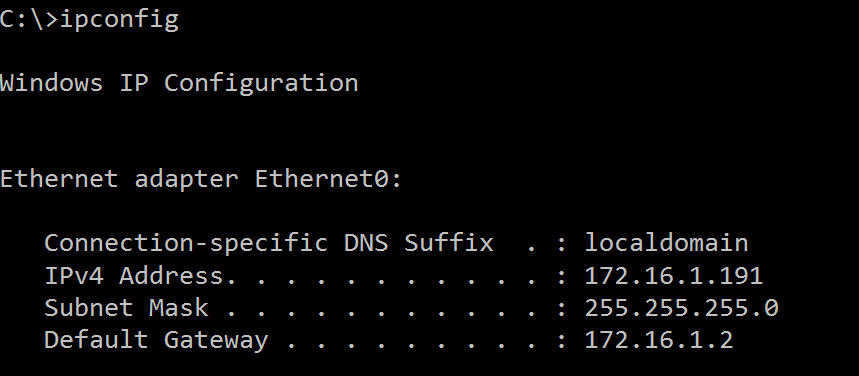 C:\>ipconfig
Windows IP Configuration
Ethernet adapter Ethernet0:
Connection-specific DNS Suffix  . : localdomain
IPv4 Address. . . . . . . . . . . : 172.16.1.191
Subnet Mask . . . . . . . . . . . : 255.255.255.0
Default Gateway . . . . . . . . . : 172.16.1.2